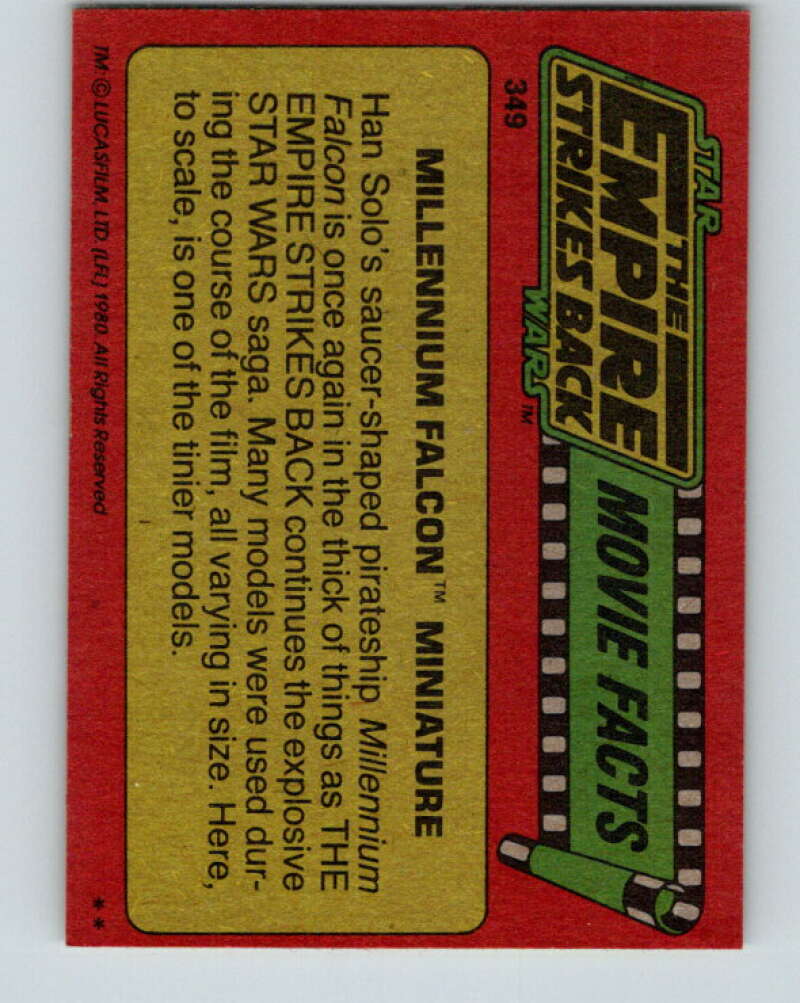 STAR
THE
EMPIRE
STRIKES BACK
WARS™
MOVIE FACTS
349
MILLENNIUM FALCON™ MINIATURE
Han Solo's saucer-shaped pirateship Millennium
Falcon is once again in the thick of things as THE
EMPIRE STRIKES BACK continues the explosive
STAR WARS saga. Many models were used dur-
ing the course of the film, all varying in size. Here,
to scale, is one of the tinier models.
TM © LUCASFILM, LTD. (LFL) 1980. All Rights Reserved
**